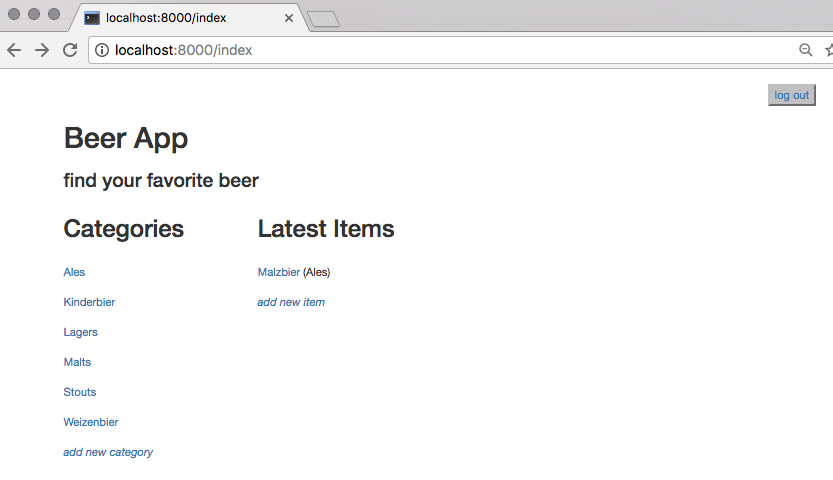 localhost:8000/index
localhost:8000/index
log out
Beer App
find your favorite beer
Categories
Ales
Kinderbier
Lagers
Malts
Stouts
Weizenbier
add new category
Latest Items
Malzbier (Ales)
add new item